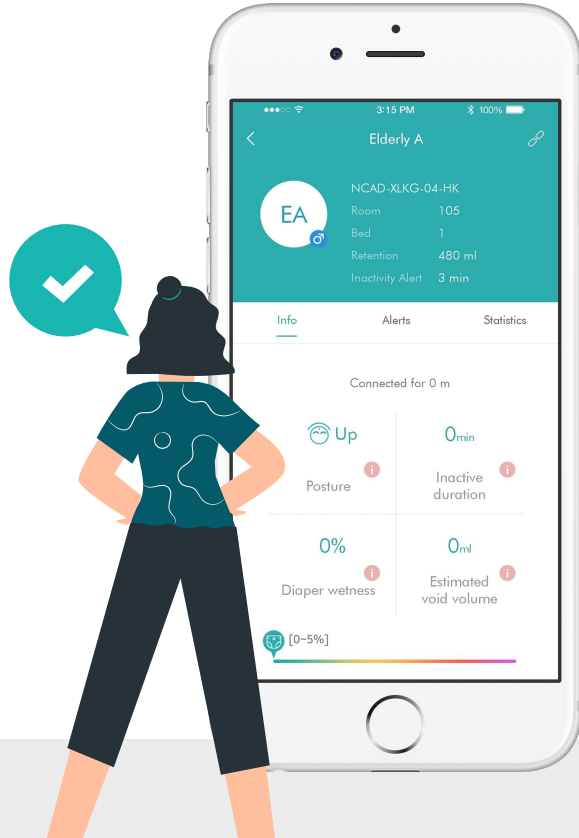 3:15 PM
100%
Elderly A
EA
NCAD-XLKG-04-HK
Room 105
Bed 1
Retention 480 ml
Inactivity Alert 3 min
Info Alerts Statistics
Connected for 0 m
Up
Posture
i
0min
Inactive
duration
i
0%
Diaper wetness
i
0ml
Estimated
void volume
i
[0~5%]